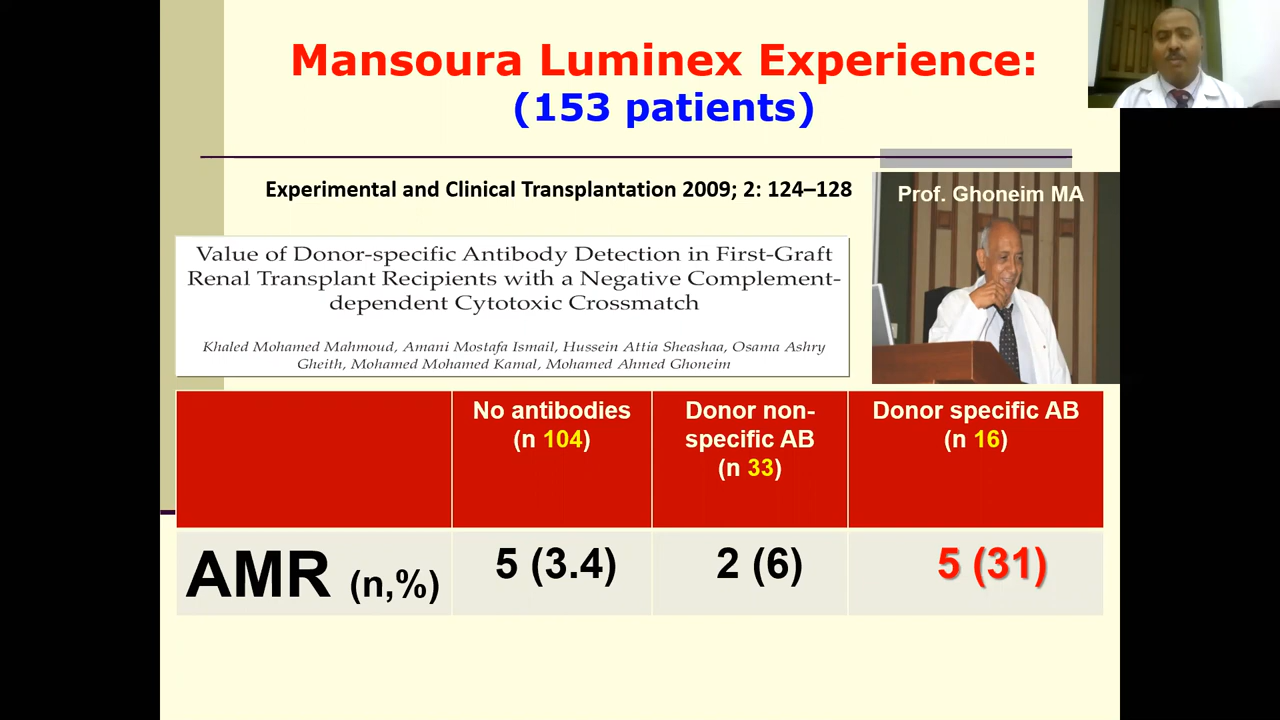 Mansoura Luminex Experience:
(153 patients)
Experimental and Clinical Transplantation 2009; 2: 124–128
Prof. Ghoneim MA
Value of Donor-specific Antibody Detection in First-Graft
Renal Transplant Recipients with a Negative Complement-
dependent Cytotoxic Crossmatch
Khaled Mohamed Mahmoud, Amani Mostafa Ismail, Hussein Attia Sheashaa, Osama Ashry
Gheith, Mohamed Mohamed Kamal, Mohamed Ahmed Ghoneim
No antibodies
(n 104)
Donor non-
specific AB
(n 33)
Donor specific AB
(n 16)
AMR (n,%)
5 (3.4)
2 (6)
5 (31)